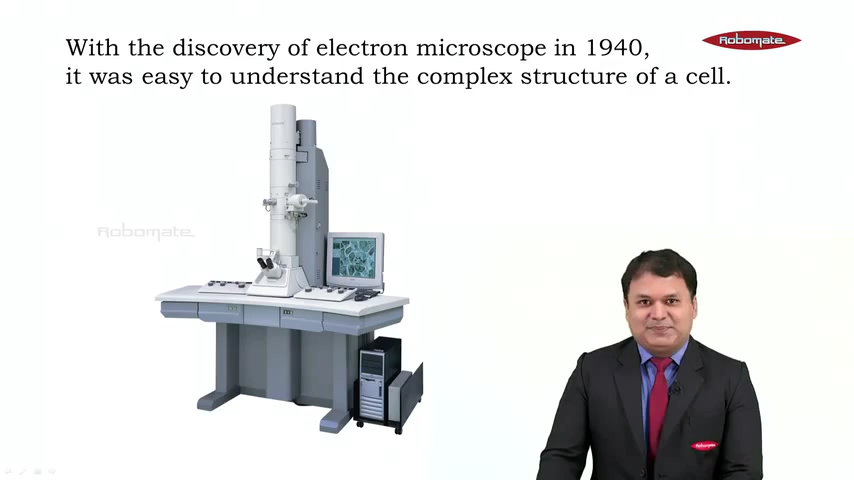 With the discovery of electron microscope in 1940,
it was easy to understand the complex structure of a cell.
Robomate
Robomate
Robomate